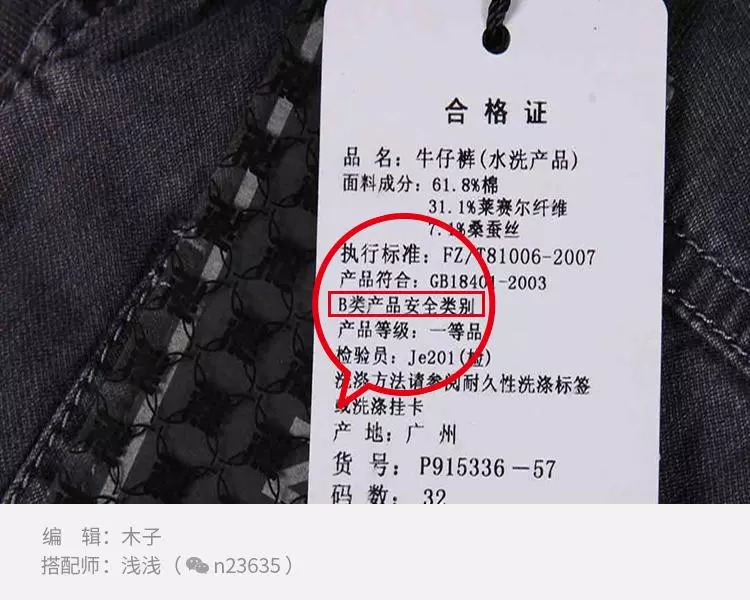 合格证
品 名：牛仔裤(水洗产品)
面料成分：61.8%棉
31.1%莱赛尔纤维
7.1%桑蚕丝
执行标准：FZ/T81006-2007
产品符合：GB18401-2003
B类产品安全类别
产品等级：一等品
检验员：Je201(检)
洗涤方法请参阅耐久性洗涤标签
或洗涤挂卡
产 地：广 州
货 号：P915336-57
码 数：32
编 辑：木子
搭配师：浅浅（n23635）